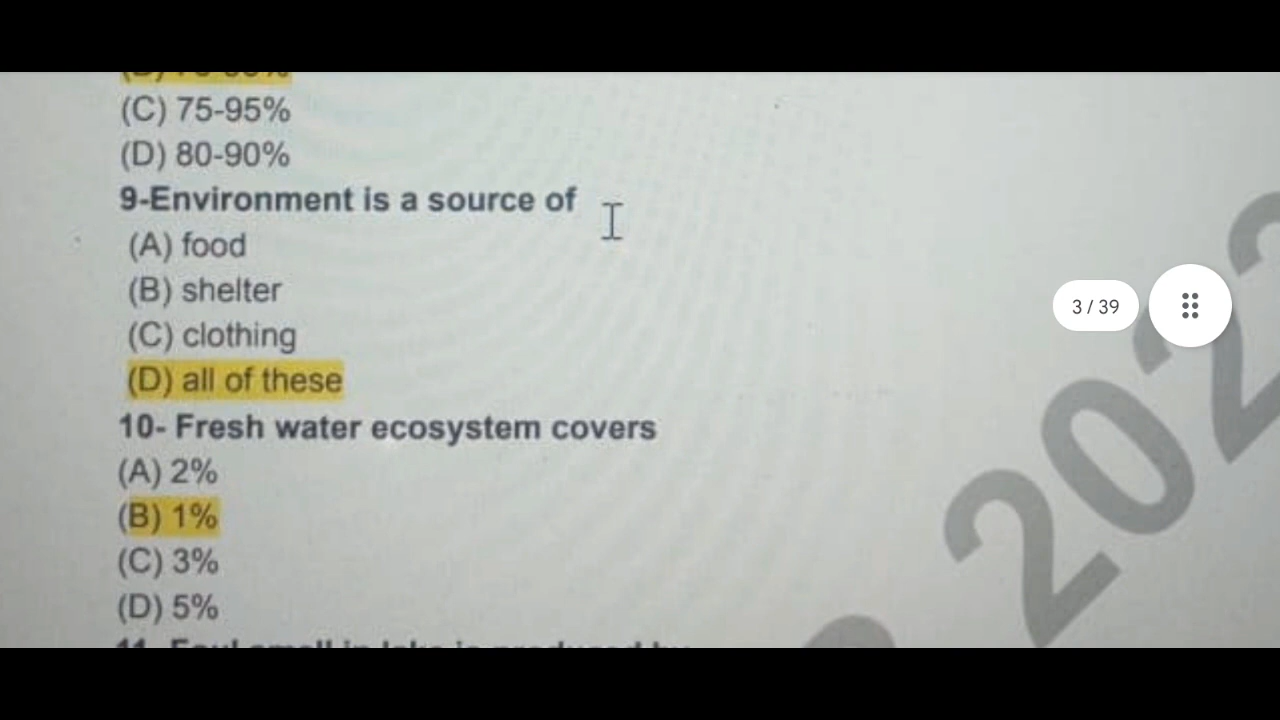 (C) 75-95%
(D) 80-90%
9-Environment is a source of
(A) food
(B) shelter
(C) clothing
(D) all of these
10- Fresh water ecosystem covers
(A) 2%
(B) 1%
(C) 3%
(D) 5%
3 / 39
202